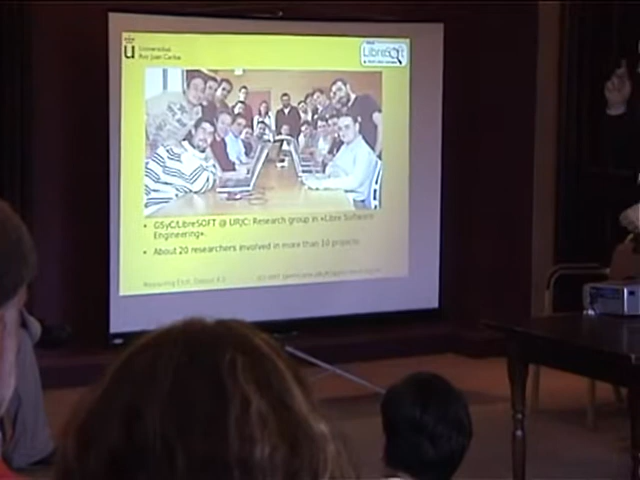 u Universidad
Rey Juan Carlos
LibreSoft
GSyC/LibreSOFT @ URJC: Research group in «Libre Software
Engineering».
About 20 researchers involved in more than 10 projects.